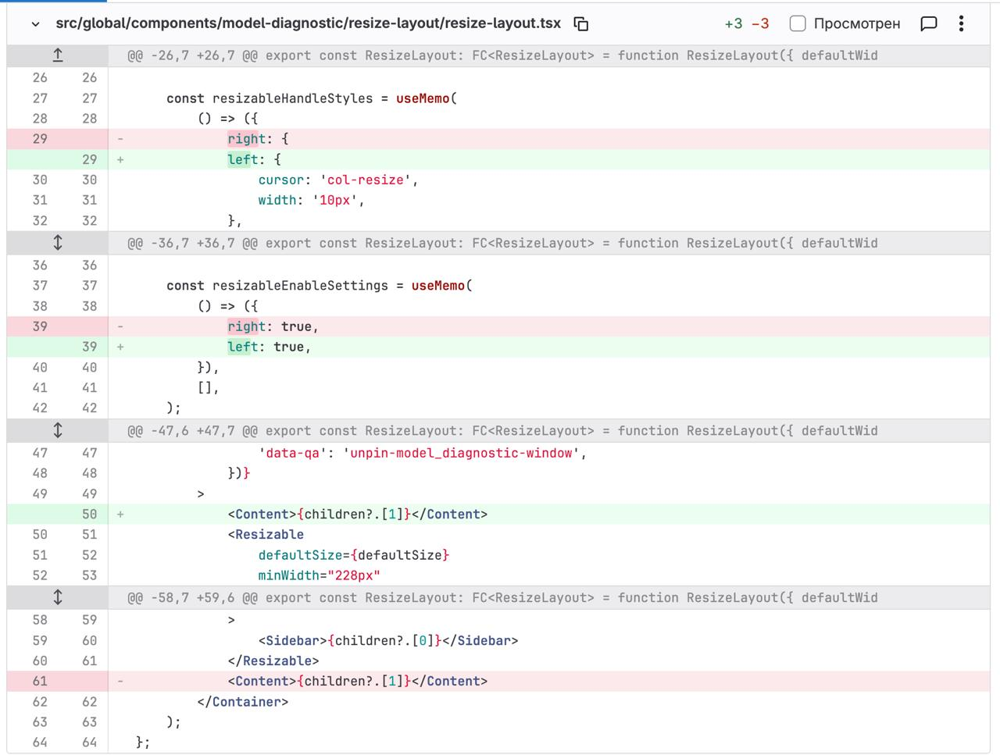 src/global/components/model-diagnostic/resize-layout/resize-layout.tsx +3 −3 Просмотрен
@@ -26,7 +26,7 @@ export const ResizeLayout: FC<ResizeLayout> = function ResizeLayout({ defaultWid
26 26
27 27 const resizableHandleStyles = useMemo(
28 28 () => ({
29 - right: {
29 + left: {
30 30 cursor: 'col-resize',
31 31 width: '10px',
32 32 },
@@ -36,7 +36,7 @@ export const ResizeLayout: FC<ResizeLayout> = function ResizeLayout({ defaultWid
36 36
37 37 const resizableEnableSettings = useMemo(
38 38 () => ({
39 - right: true,
39 + left: true,
40 40 }),
41 41 [],
42 42 );
@@ -47,6 +47,7 @@ export const ResizeLayout: FC<ResizeLayout> = function ResizeLayout({ defaultWid
47 47 'data-qa': 'unpin-model_diagnostic-window',
48 48 })}
49 49 >
50 + <Content>{children?.[1]}</Content>
50 51 <Resizable
51 52 defaultSize={defaultSize}
52 53 minWidth="228px"
@@ -58,7 +59,6 @@ export const ResizeLayout: FC<ResizeLayout> = function ResizeLayout({ defaultWid
58 59 >
59 60 <Sidebar>{children?.[0]}</Sidebar>
60 61 </Resizable>
61 - <Content>{children?.[1]}</Content>
62 62 </Container>
63 63 );
64 64 };